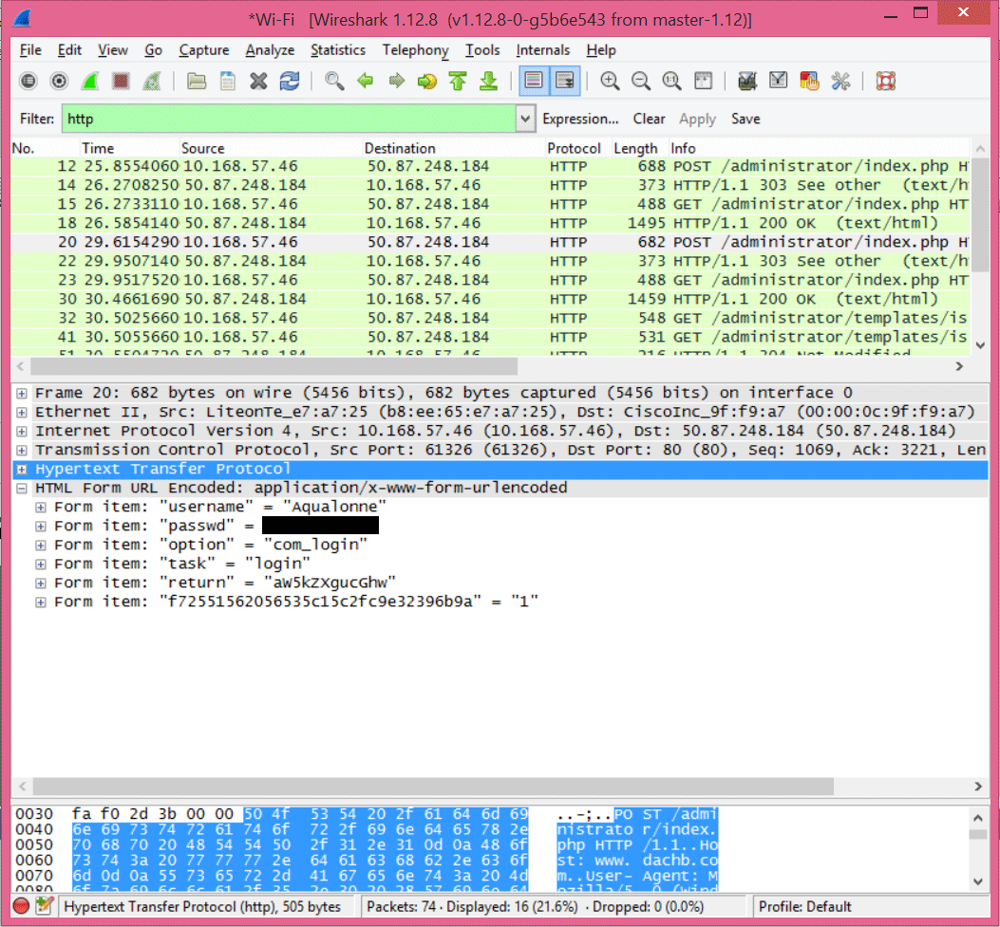 *Wi-Fi [Wireshark 1.12.8 (v1.12.8-0-g5b6e543 from master-1.12)]
File Edit View Go Capture Analyze Statistics Telephony Tools Internals Help
Filter: http Expression... Clear Apply Save
No. Time Source Destination Protocol Length Info
12 25.8554060 10.168.57.46 50.87.248.184 HTTP 688 POST /administrator/index.php
14 26.2708250 50.87.248.184 10.168.57.46 HTTP 373 HTTP/1.1 303 See other
15 26.2733110 10.168.57.46 50.87.248.184 HTTP 488 GET /administrator/index.php
18 26.5854140 50.87.248.184 10.168.57.46 HTTP 1495 HTTP/1.1 200 OK (text/html)
20 29.6154290 10.168.57.46 50.87.248.184 HTTP 682 POST /administrator/index.php
22 29.9507140 50.87.248.184 10.168.57.46 HTTP 373 HTTP/1.1 303 See other
23 29.9517520 10.168.57.46 50.87.248.184 HTTP 488 GET /administrator/index.php HT
30 30.4661690 50.87.248.184 10.168.57.46 HTTP 1459 HTTP/1.1 200 OK (text/html)
32 30.5025660 10.168.57.46 50.87.248.184 HTTP 548 GET /administrator/templates/is
41 30.5055660 10.168.57.46 50.87.248.184 HTTP 531 GET /administrator/templates/is
Frame 20: 682 bytes on wire (5456 bits), 682 bytes captured (5456 bits) on interface 0
Ethernet II, Src: LiteonTe_e7:a7:25 (b8:ee:65:e7:a7:25), Dst: CiscoInc_9f:f9:a7 (00:00:0c:9f:f9:a7)
Internet Protocol Version 4, Src: 10.168.57.46 (10.168.57.46), Dst: 50.87.248.184 (50.87.248.184)
Transmission Control Protocol, Src Port: 61326 (61326), Dst Port: 80 (80), Seq: 1069, Ack: 3221, Len
Hypertext Transfer Protocol
HTML Form URL Encoded: application/x-www-form-urlencoded
Form item: "username" = "Aqualonne"
Form item: "passwd" =
Form item: "option" = "com_login"
Form item: "task" = "login"
Form item: "return" = "aW5kZXgucGhw"
Form item: "f72551562056535c15c2fc9e32396b9a" = "1"
0030 fa f0 2d 3b 00 00 50 4f 53 54 20 2f 61 64 6d 69 ..-;..PO ST /admi
0040 6e 69 73 74 72 61 74 6f 72 2f 69 6e 64 65 78 2e nistrato r/index.
0050 70 68 70 20 48 54 54 50 2f 31 2e 31 0d 0a 48 6f php HTTP /1.1..Ho
0060 73 74 3a 20 77 77 77 2e 64 61 63 68 62 2e 63 6f st: www. dachb.co
0070 6d 0d 0a 55 73 65 72 2d 41 67 65 6e 74 3a 20 4d m..User- Agent: M
Hypertext Transfer Protocol (http), 505 bytes Packets: 74 · Displayed: 16 (21.6%) · Dropped: 0 (0.0%) Profile: Default